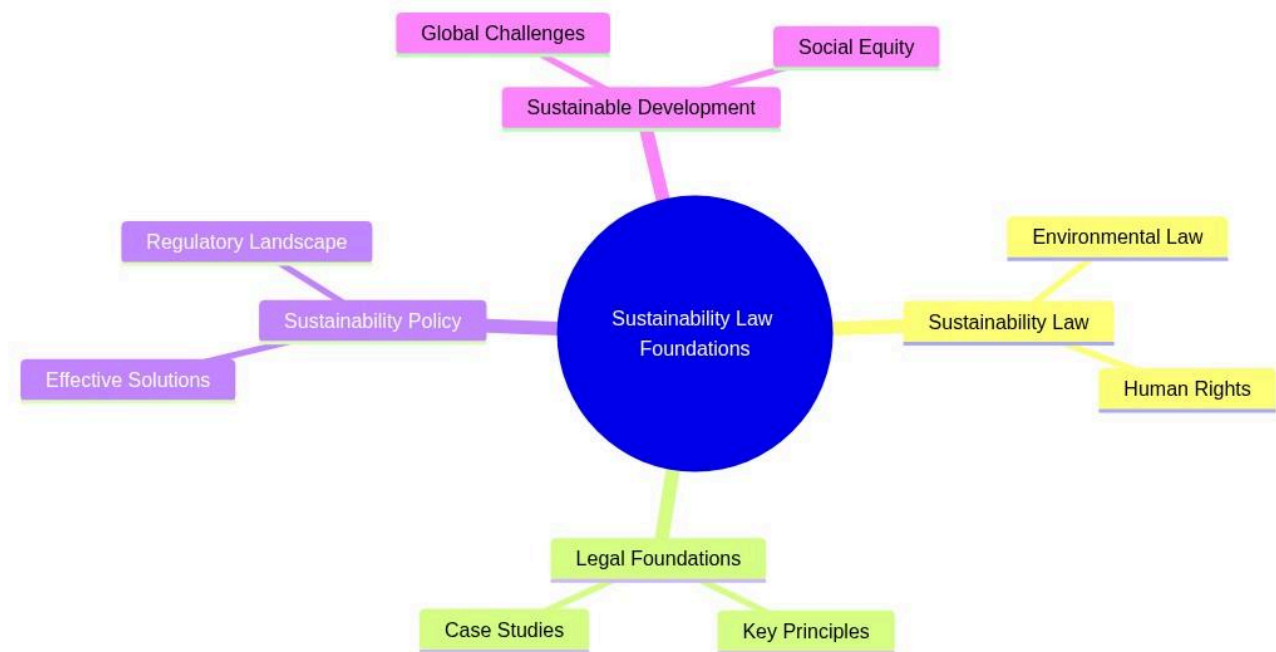 Global Challenges
Social Equity
Sustainable Development
Regulatory Landscape
Environmental Law
Sustainability Policy
Sustainability Law
Foundations
Sustainability Law
Effective Solutions
Human Rights
Legal Foundations
Case Studies
Key Principles